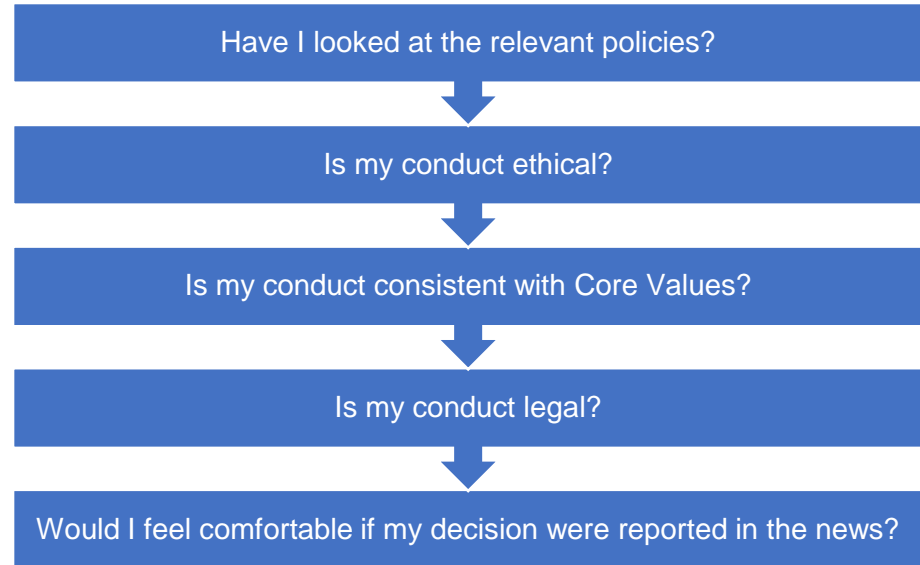 Have I looked at the relevant policies?
Is my conduct ethical?
Is my conduct consistent with Core Values?
Is my conduct legal?
Would I feel comfortable if my decision were reported in the news?